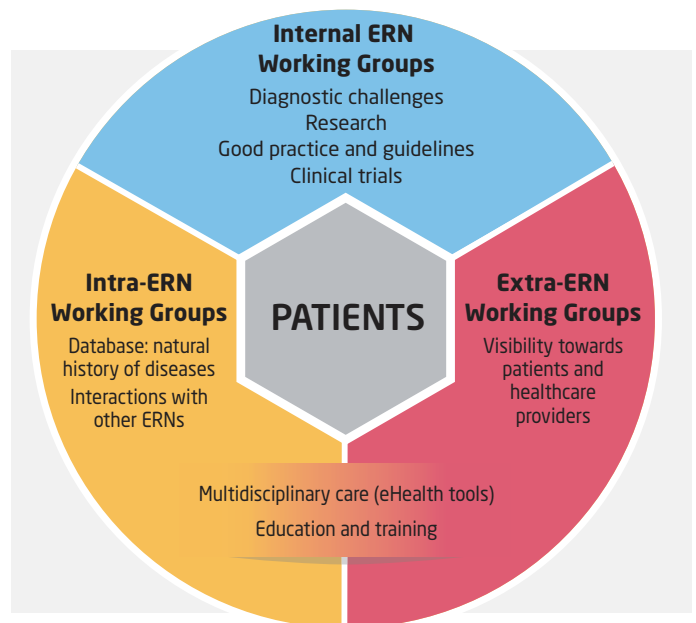 Internal ERN
Working Groups
Diagnostic challenges
Research
Good practice and guidelines
Clinical trials
Intra-ERN
Working Groups
Database: natural
history of diseases
Interactions with
other ERNs
PATIENTS
Extra-ERN
Working Groups
Visibility towards
patients and
healthcare
providers
Multidisciplinary care (eHealth tools)
Education and training